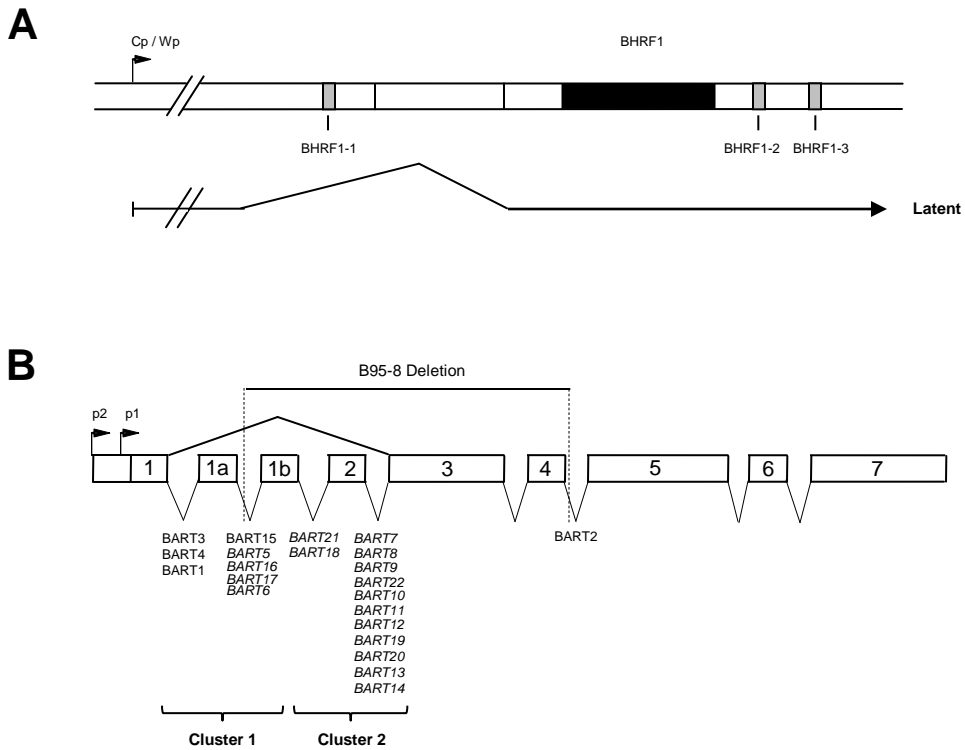 A
Cp / Wp
BHRF1
BHRF1-1
BHRF1-2
BHRF1-3
Latent
B
B95-8 Deletion
p2
p1
1
1a
1b
2
3
4
5
6
7
BART3
BART4
BART1
BART15
BART5
BART16
BART17
BART6
BART21
BART18
BART7
BART8
BART9
BART22
BART10
BART11
BART12
BART19
BART20
BART13
BART14
BART2
Cluster 1
Cluster 2